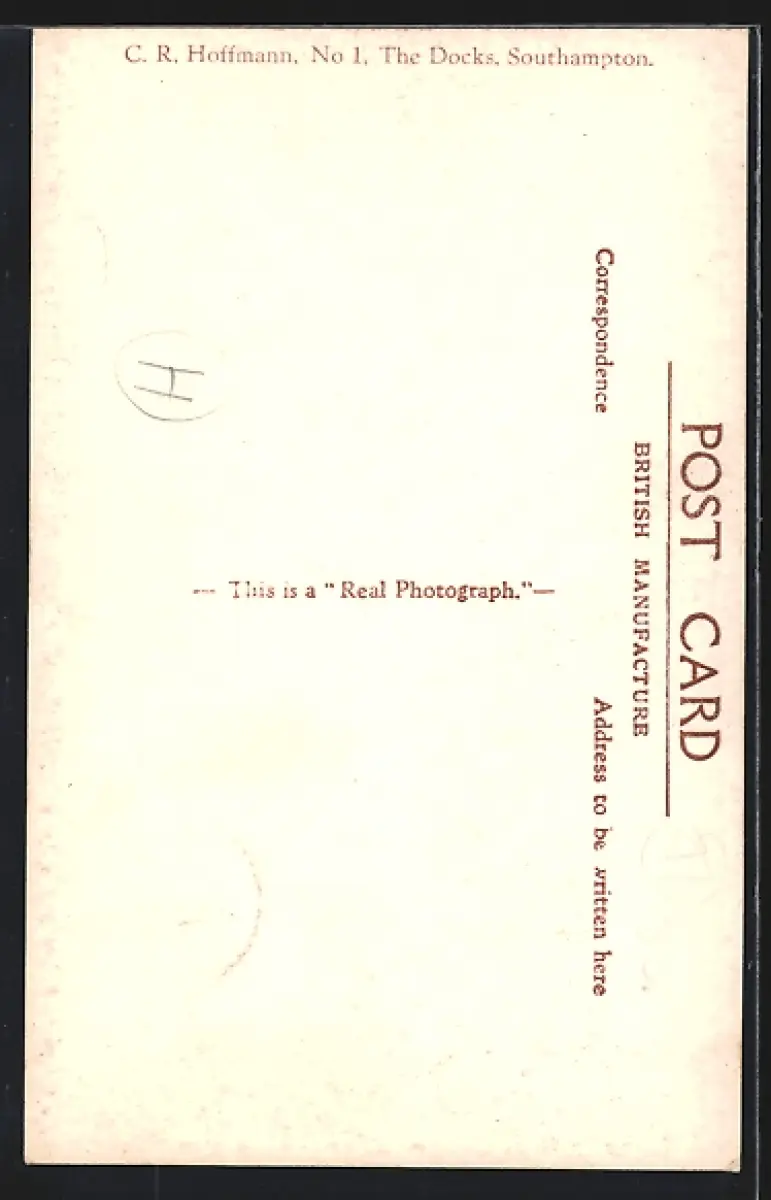 C. R. Hoffmann, No 1, The Docks, Southampton.
POST CARD
BRITISH MANUFACTURE
Correspondence
Address to be written here
— This is a "Real Photograph."—
H